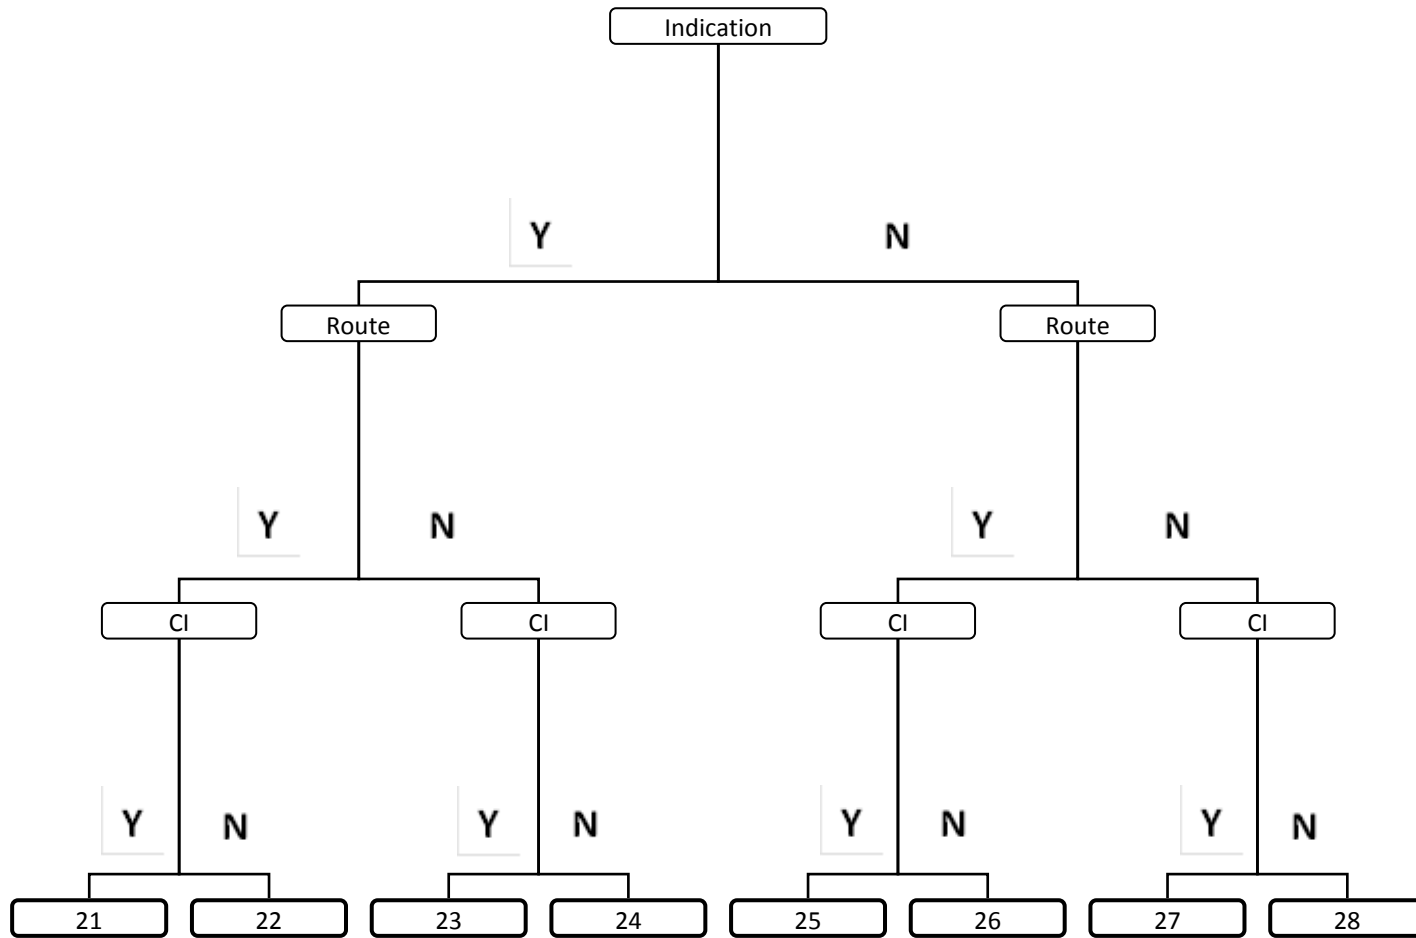 Indication
Y N
Route Route
Y N Y N
CI CI CI CI
Y N Y N Y N Y N
21 22 23 24 25 26 27 28